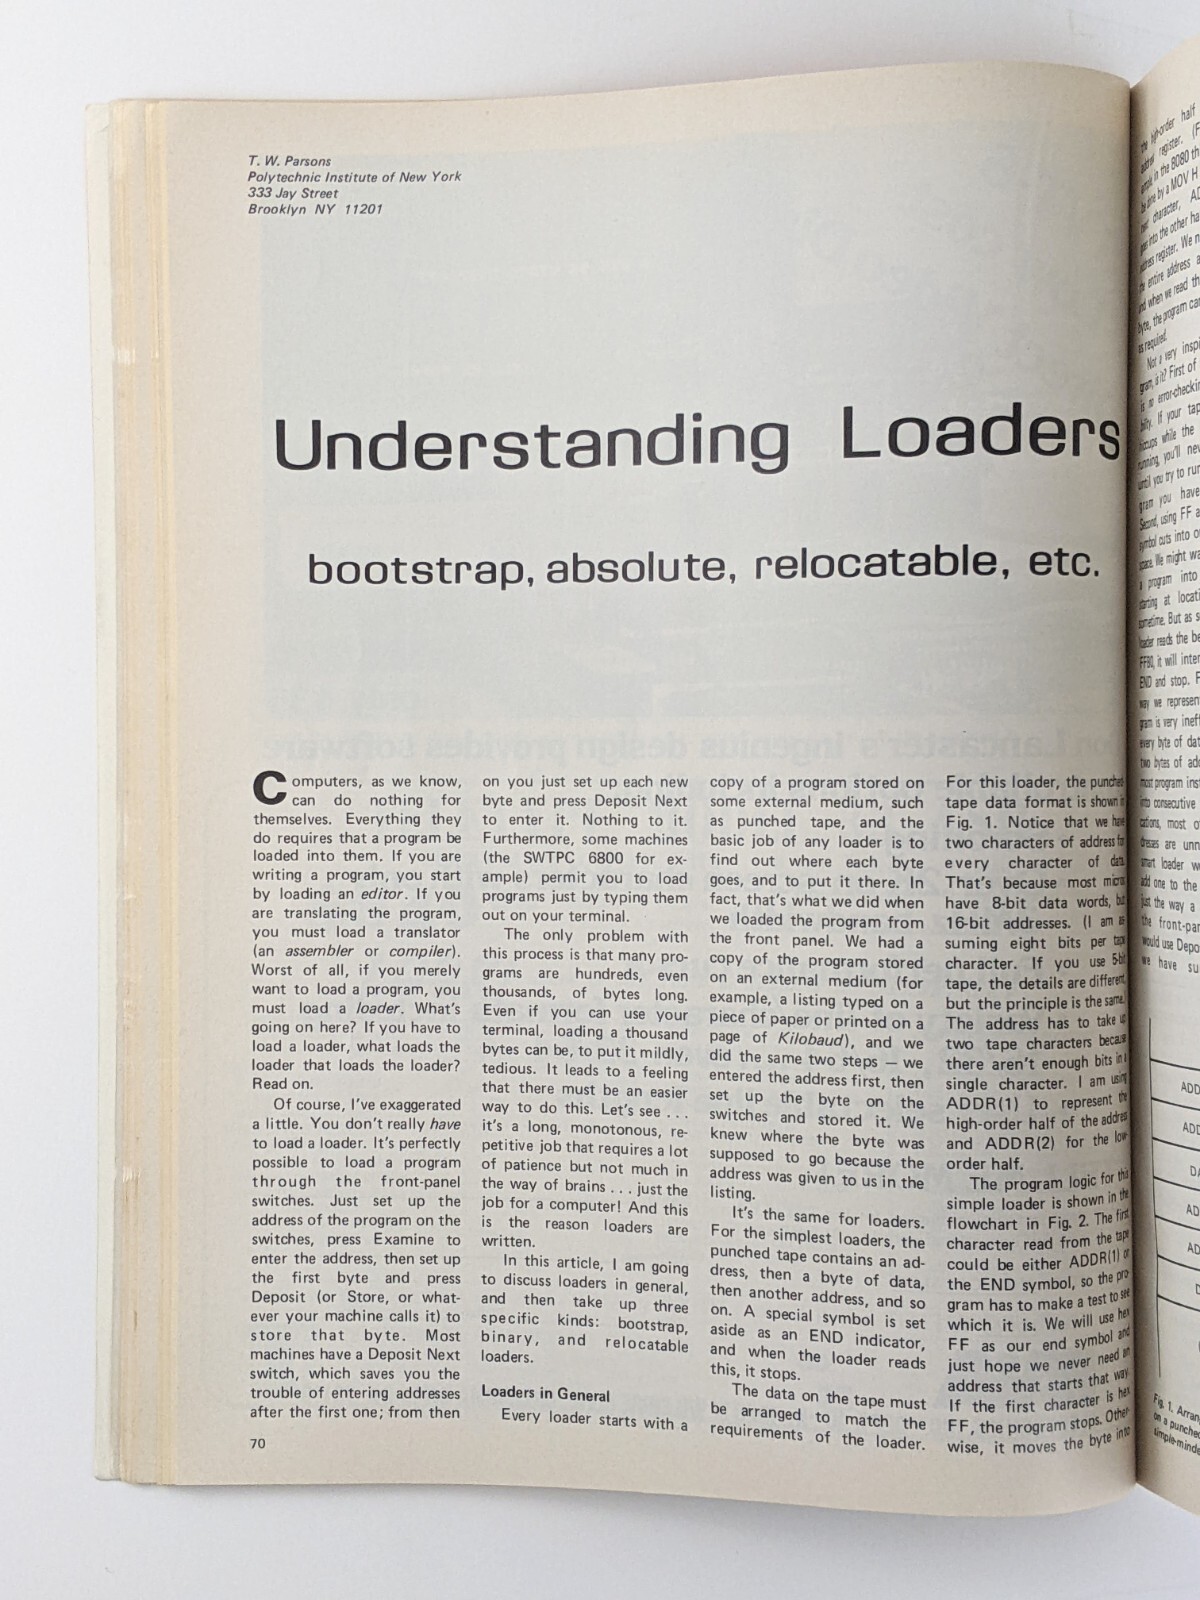 T. W. Parsons
Polytechnic Institute of New York
333 Jay Street
Brooklyn NY 11201
Understanding Loaders
bootstrap, absolute, relocatable, etc.
Computers, as we know,
can do nothing for
themselves. Everything they
do requires that a program be
loaded into them. If you are
writing a program, you start
by loading an editor. If you
are translating the program,
you must load a translator
(an assembler or compiler).
Worst of all, if you merely
want to load a program, you
must load a loader. What's
going on here? If you have to
load a loader, what loads the
loader that loads the loader?
Read on.
Of course, I've exaggerated
a little. You don't really have
to load a loader. It's perfectly
possible to load a program
through the front-panel
switches. Just set up the
address of the program on the
switches, press Examine to
enter the address, then set up
the first byte and press
Deposit (or Store, or what-
ever your machine calls it) to
store that byte. Most
machines have a Deposit Next
switch, which saves you the
trouble of entering addresses
after the first one; from then
70
on you just set up each new
byte and press Deposit Next
to enter it. Nothing to it.
Furthermore, some machines
(the SWTPC 6800 for ex-
ample) permit you to load
programs just by typing them
out on your terminal.
The only problem with
this process is that many pro-
grams are hundreds, even
thousands, of bytes long.
Even if you can use your
terminal, loading a thousand
bytes can be, to put it mildly,
tedious. It leads to a feeling
that there must be an easier
way to do this. Let's see . . .
it's a long, monotonous, re-
petitive job that requires a lot
of patience but not much in
the way of brains . . . just the
job for a computer! And this
is the reason loaders are
written.
In this article, I am going
to discuss loaders in general,
and then take up three
specific kinds: bootstrap,
binary, and relocatable
loaders.
Loaders in General
Every loader starts with a
copy of a program stored on
some external medium, such
as punched tape, and the
basic job of any loader is to
find out where each byte
goes, and to put it there. In
fact, that's what we did when
we loaded the program from
the front panel. We had a
copy of the program stored
on an external medium (for
example, a listing typed on a
piece of paper or printed on a
page of Kilobaud), and we
did the same two steps — we
entered the address first, then
set up the byte on the
switches and stored it. We
knew where the byte was
supposed to go because the
address was given to us in the
listing.
It's the same for loaders.
For the simplest loaders, the
punched tape contains an ad-
dress, then a byte of data,
then another address, and so
on. A special symbol is set
aside as an END indicator,
and when the loader reads
this, it stops.
The data on the tape must
be arranged to match the
requirements of the loader.
For this loader, the punched-
tape data format is shown in
Fig. 1. Notice that we have
two characters of address for
every character of data.
That's because most micros
have 8-bit data words, but
16-bit addresses. (I am as-
suming eight bits per tape
character. If you use 5-bit
tape, the details are different,
but the principle is the same.
The address has to take up
two tape characters because
there aren't enough bits in a
single character. I am using
ADDR(1) to represent the
high-order half of the address
and ADDR(2) for the low-
order half.
The program logic for this
simple loader is shown in the
flowchart in Fig. 2. The first
character read from the tape
could be either ADDR(1) or
the END symbol, so the pro-
gram has to make a test to see
which it is. We will use hex
FF as our end symbol and
just hope we never need an
address that starts that way.
If the first character is hex
FF, the program stops. Other-
wise, it moves the byte into